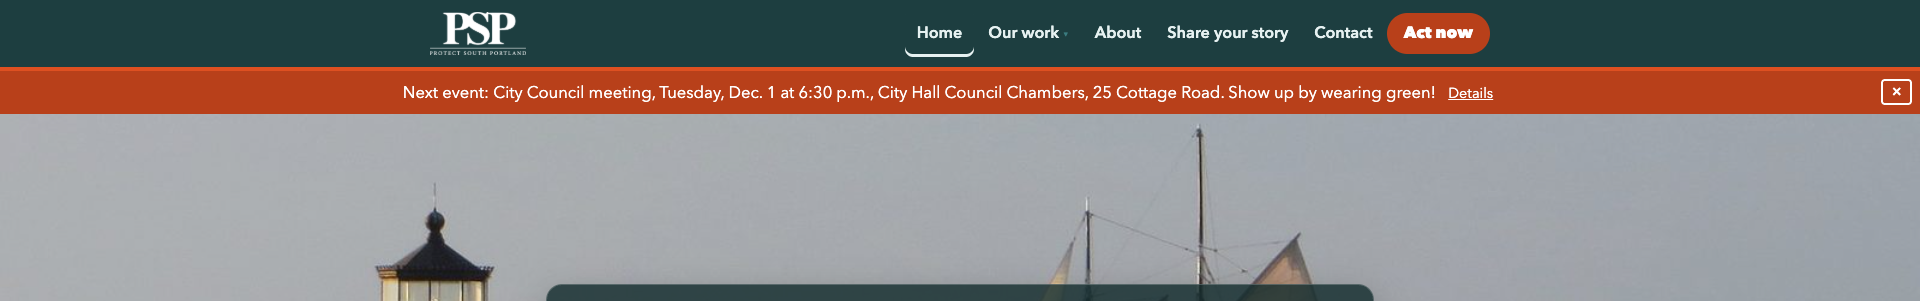 PSP
PROTECT SOUTH PORTLAND
Home Our work About Share your story Contact Act now
Next event: City Council meeting, Tuesday, Dec. 1 at 6:30 p.m., City Hall Council Chambers, 25 Cottage Road. Show up by wearing green! Details ×